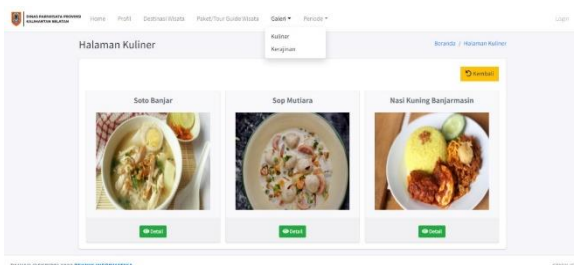 DINAS PARIWISATA PROVINSI
KALIMANTAN SELATAN
Home Profil Destinasi Wisata Paket/Tour Guide Wisata Galeri Periode Login
Kuliner
Kerajinan
Halaman Kuliner
Beranda / Halaman Kuliner
Kembali
Soto Banjar
Sop Mutiara
Nasi Kuning Banjarmasin
Detail
Detail
Detail